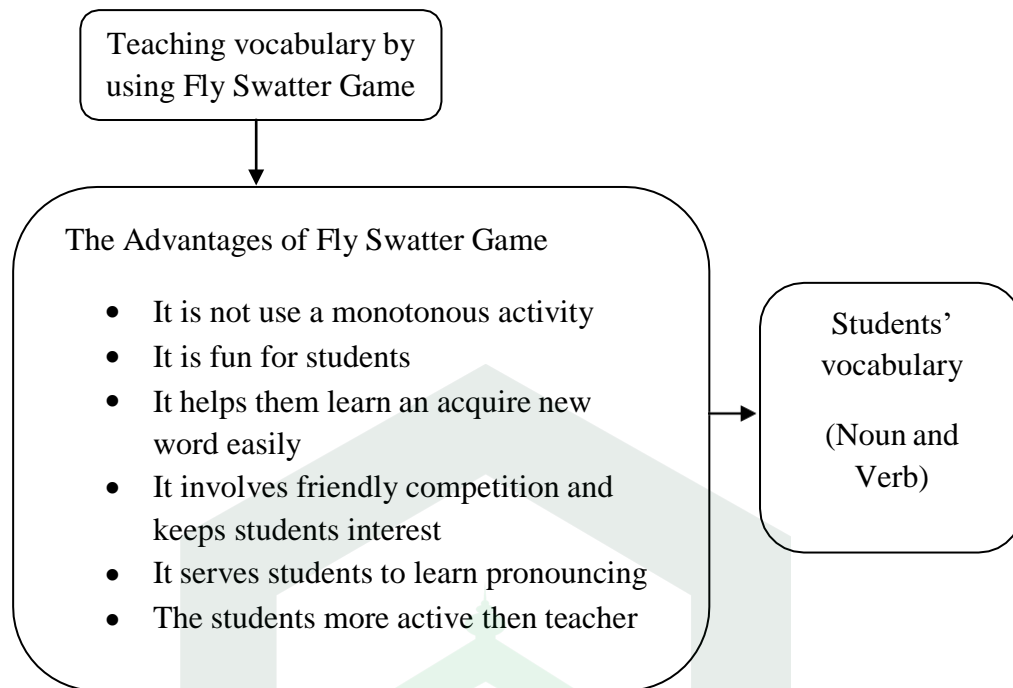 Teaching vocabulary by
using Fly Swatter Game
The Advantages of Fly Swatter Game
• It is not use a monotonous activity
• It is fun for students
• It helps them learn an acquire new
word easily
• It involves friendly competition and
keeps students interest
• It serves students to learn pronouncing
• The students more active then teacher
Students’
vocabulary
(Noun and
Verb)